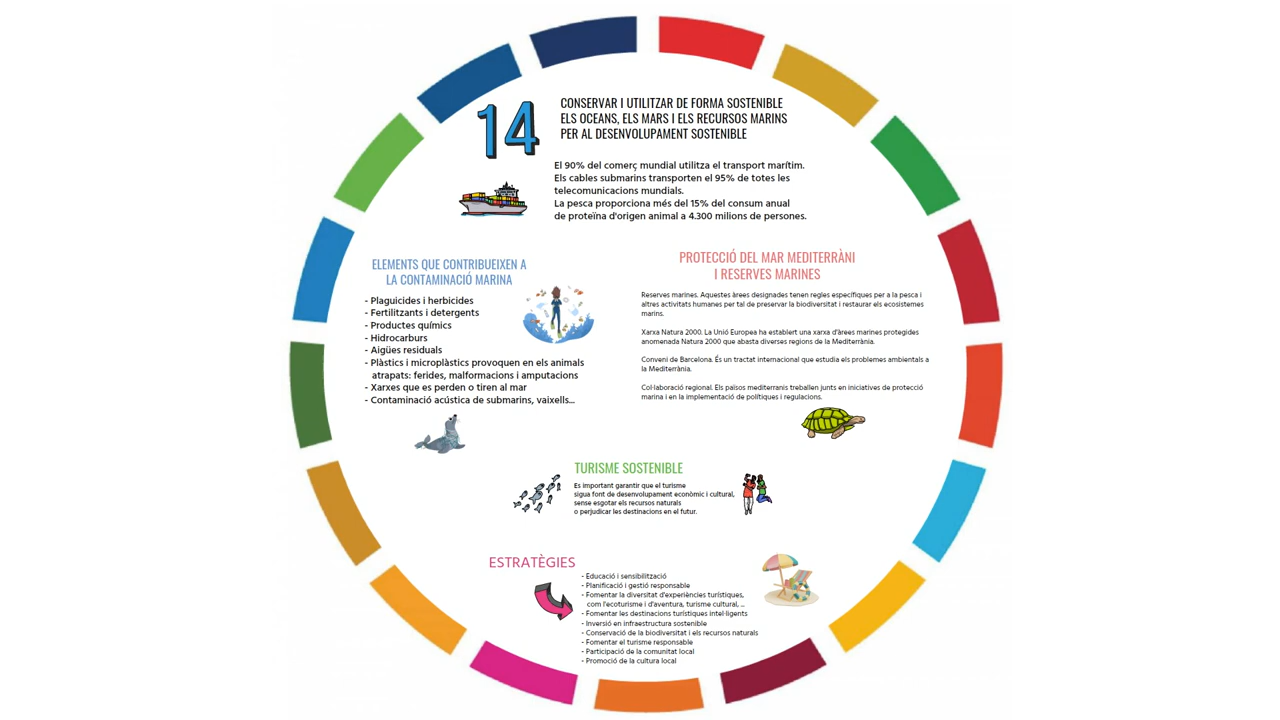 14
CONSERVAR I UTILITZAR DE FORMA SOSTENIBLE
ELS OCEANS, ELS MARS I ELS RECURSOS MARINS
PER AL DESENVOLUPAMENT SOSTENIBLE
El 90% del comerç mundial utilitza el transport marítim.
Els cables submarins transporten el 95% de totes les
telecomunicacions mundials.
La pesca proporciona més del 15% del consum anual
de proteïna d'origen animal a 4.300 milions de persones.
ELEMENTS QUE CONTRIBUEIXEN A
LA CONTAMINACIÓ MARINA
- Plaguicides i herbicides
- Fertilitzants i detergents
- Productes químics
- Hidrocarburs
- Aigües residuals
- Plàstics i microplàstics provoquen en els animals
atrapats: ferides, malformacions i amputacions
- Xarxes que es perden o tiren al mar
- Contaminació acústica de submarins, vaixells...
PROTECCIÓ DEL MAR MEDITERRÀNI
I RESERVES MARINES
Reserves marines. Aquestes àrees designades tenen regles específiques per a la pesca i
altres activitats humanes per tal de preservar la biodiversitat i restaurar els ecosistemes
marins.
Xarxa Natura 2000. La Unió Europea ha establert una xarxa d'àrees marines protegides
anomenada Natura 2000 que abasta diverses regions de la Mediterrània.
Conveni de Barcelona. És un tractat internacional que estudia els problemes ambientals a
la Mediterrània.
Col·laboració regional. Els països mediterranis treballen junts en iniciatives de protecció
marina i en la implementació de polítiques i regulacions.
TURISME SOSTENIBLE
Es important garantir que el turisme
sigua font de desenvolupament econòmic i cultural,
sense esgotar els recursos naturals
o perjudicar les destinacions en el futur.
ESTRATÈGIES
- Educació i sensibilització
- Planificació i gestió responsable
- Fomentar la diversitat d'experiències turístiques,
com l'ecoturisme i d'aventura, turisme cultural, ...
- Fomentar les destinacions turístiques intel·ligents
- Inversió en infraestructura sostenible
- Conservació de la biodiversitat i els recursos naturals
- Fomentar el turisme responsable
- Participació de la comunitat local
- Promoció de la cultura local